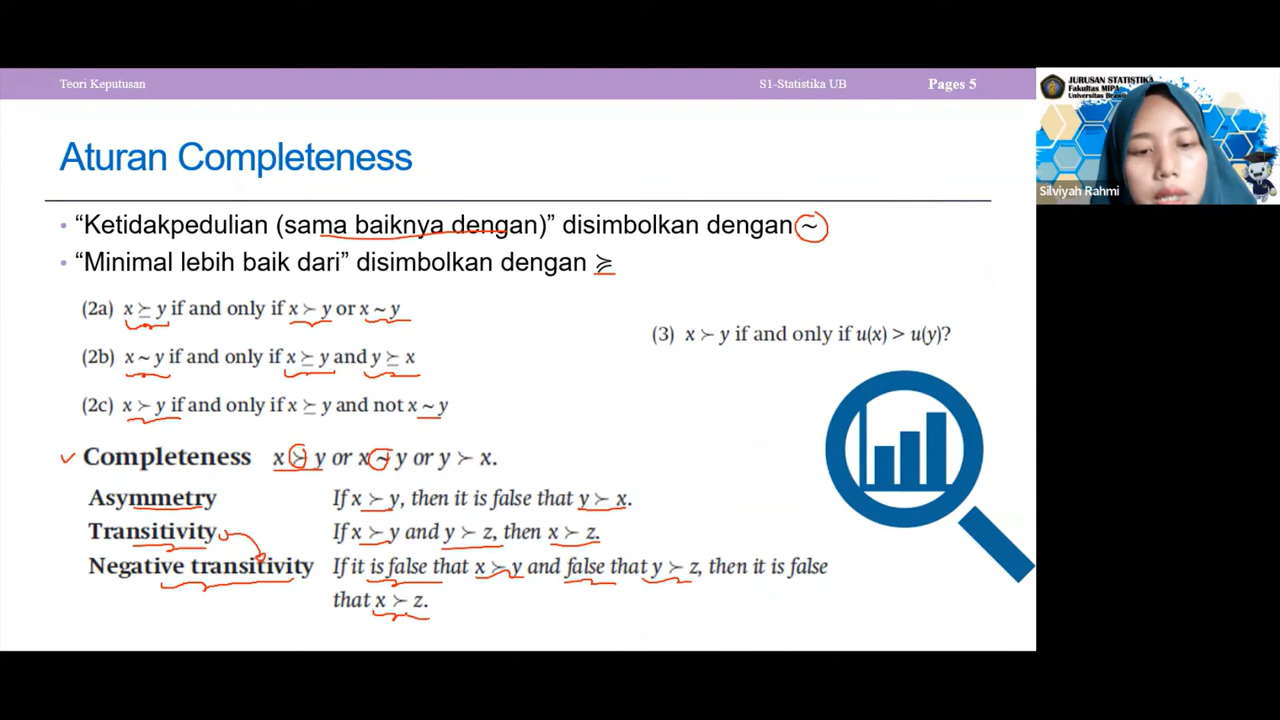 Teori Keputusan
S1-Statistika UB
Pages 5
JURUSAN STATISTIKA
Fakultas MIPA
Silviyah Rahmi
Aturan Completeness
• “Ketidakpedulian (sama baiknya dengan)” disimbolkan dengan ~
• “Minimal lebih baik dari” disimbolkan dengan ≽
(2a) x ⪰ y if and only if x ≻ y or x ~ y
(2b) x ~ y if and only if x ⪰ y and y ⪰ x
(2c) x ≻ y if and only if x ⪰ y and not x ~ y
(3) x ≻ y if and only if u(x) > u(y)?
Completeness x ≻ y or x ~ y or y ≻ x.
Asymmetry If x ≻ y, then it is false that y ≻ x.
Transitivity If x ≻ y and y ≻ z, then x ≻ z.
Negative transitivity If it is false that x ≻ y and false that y ≻ z, then it is false
that x ≻ z.